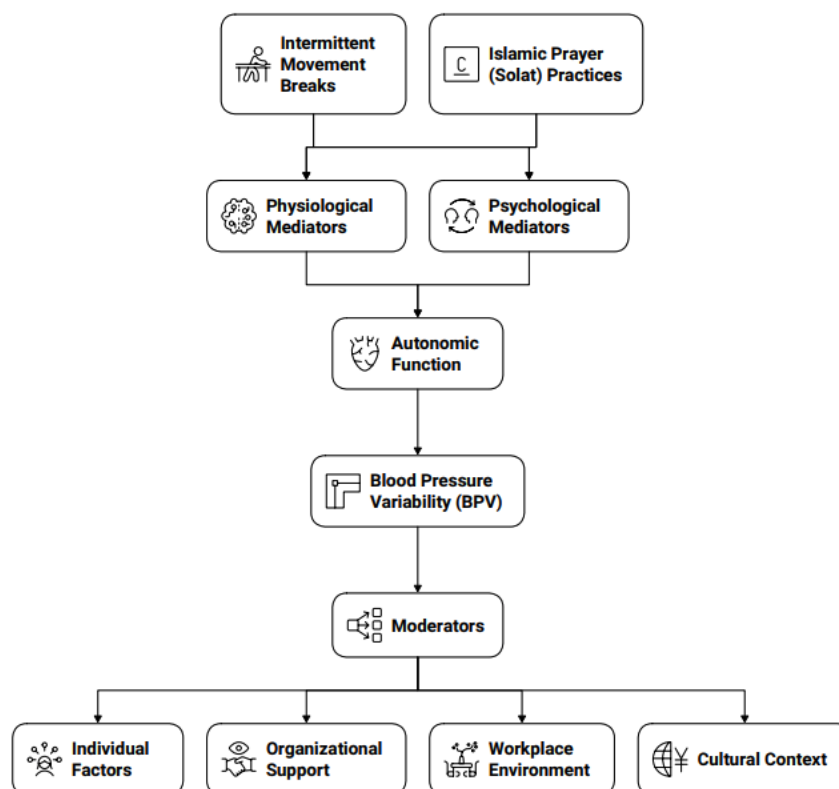 Intermittent
Movement
Breaks
C
Islamic Prayer
(Solat) Practices
Physiological
Mediators
Psychological
Mediators
Autonomic
Function
Blood Pressure
Variability (BPV)
Moderators
Individual
Factors
Organizational
Support
Workplace
Environment
¥
Cultural Context